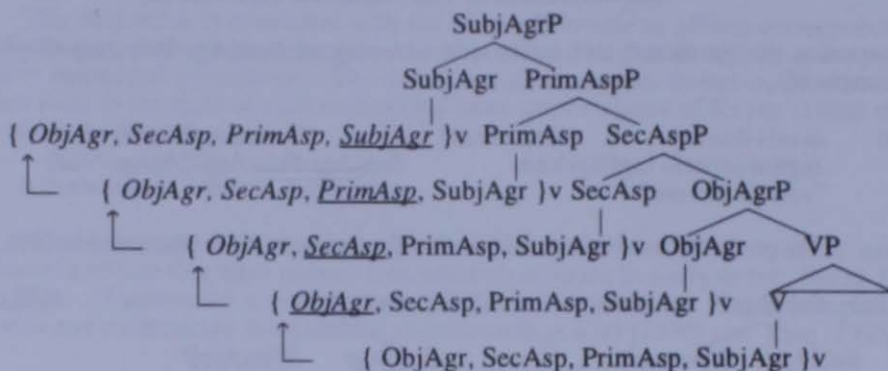 SubjAgrP
SubjAgr PrimAspP
{ ObjAgr, SecAsp, PrimAsp, SubjAgr }v PrimAsp SecAspP
{ ObjAgr, SecAsp, PrimAsp, SubjAgr }v SecAsp ObjAgrP
{ ObjAgr, SecAsp, PrimAsp, SubjAgr }v ObjAgr VP
{ ObjAgr, SecAsp, PrimAsp, SubjAgr }v V
{ ObjAgr, SecAsp, PrimAsp, SubjAgr }v